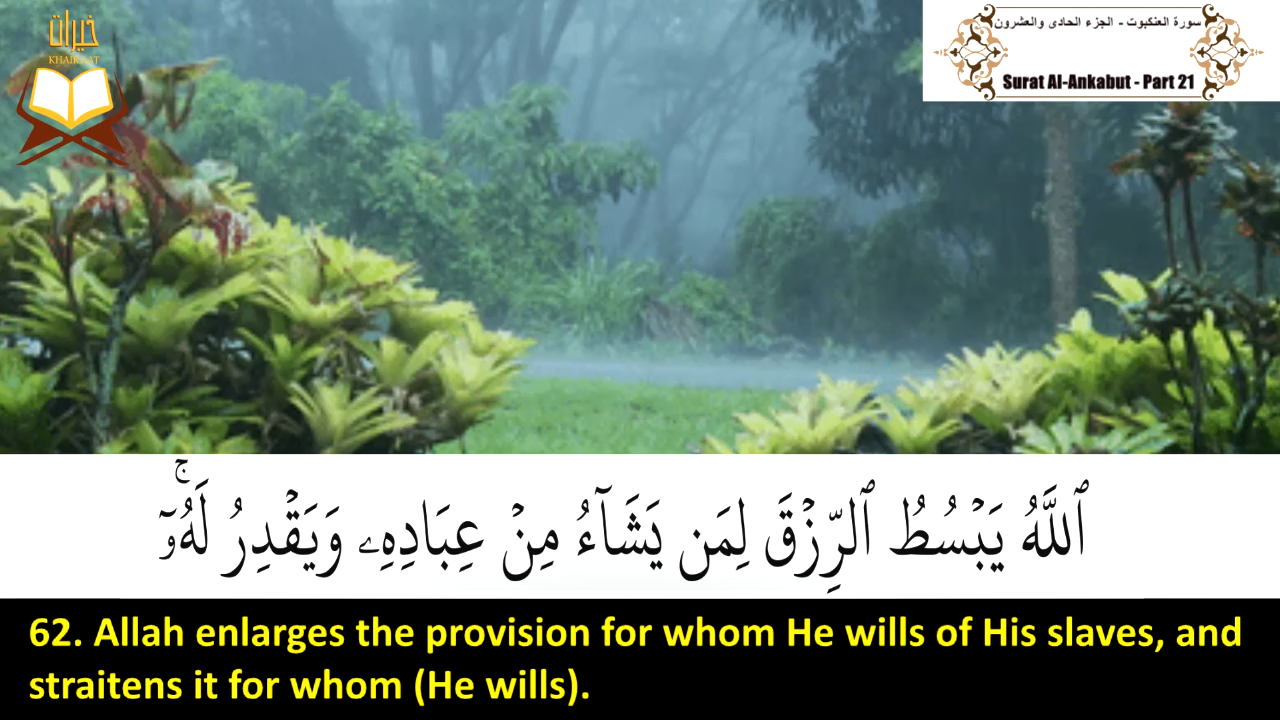 خيرات
KHAIRAAT
سورة العنكبوت - الجزء الحادى والعشرون
Surat Al-Ankabut - Part 21
ٱللَّهُ يَبۡسُطُ ٱلرِّزۡقَ لِمَن يَشَآءُ مِنۡ عِبَادِهِۦ وَيَقۡدِرُ لَهُۥٓۚ
62. Allah enlarges the provision for whom He wills of His slaves, and
straitens it for whom (He wills).